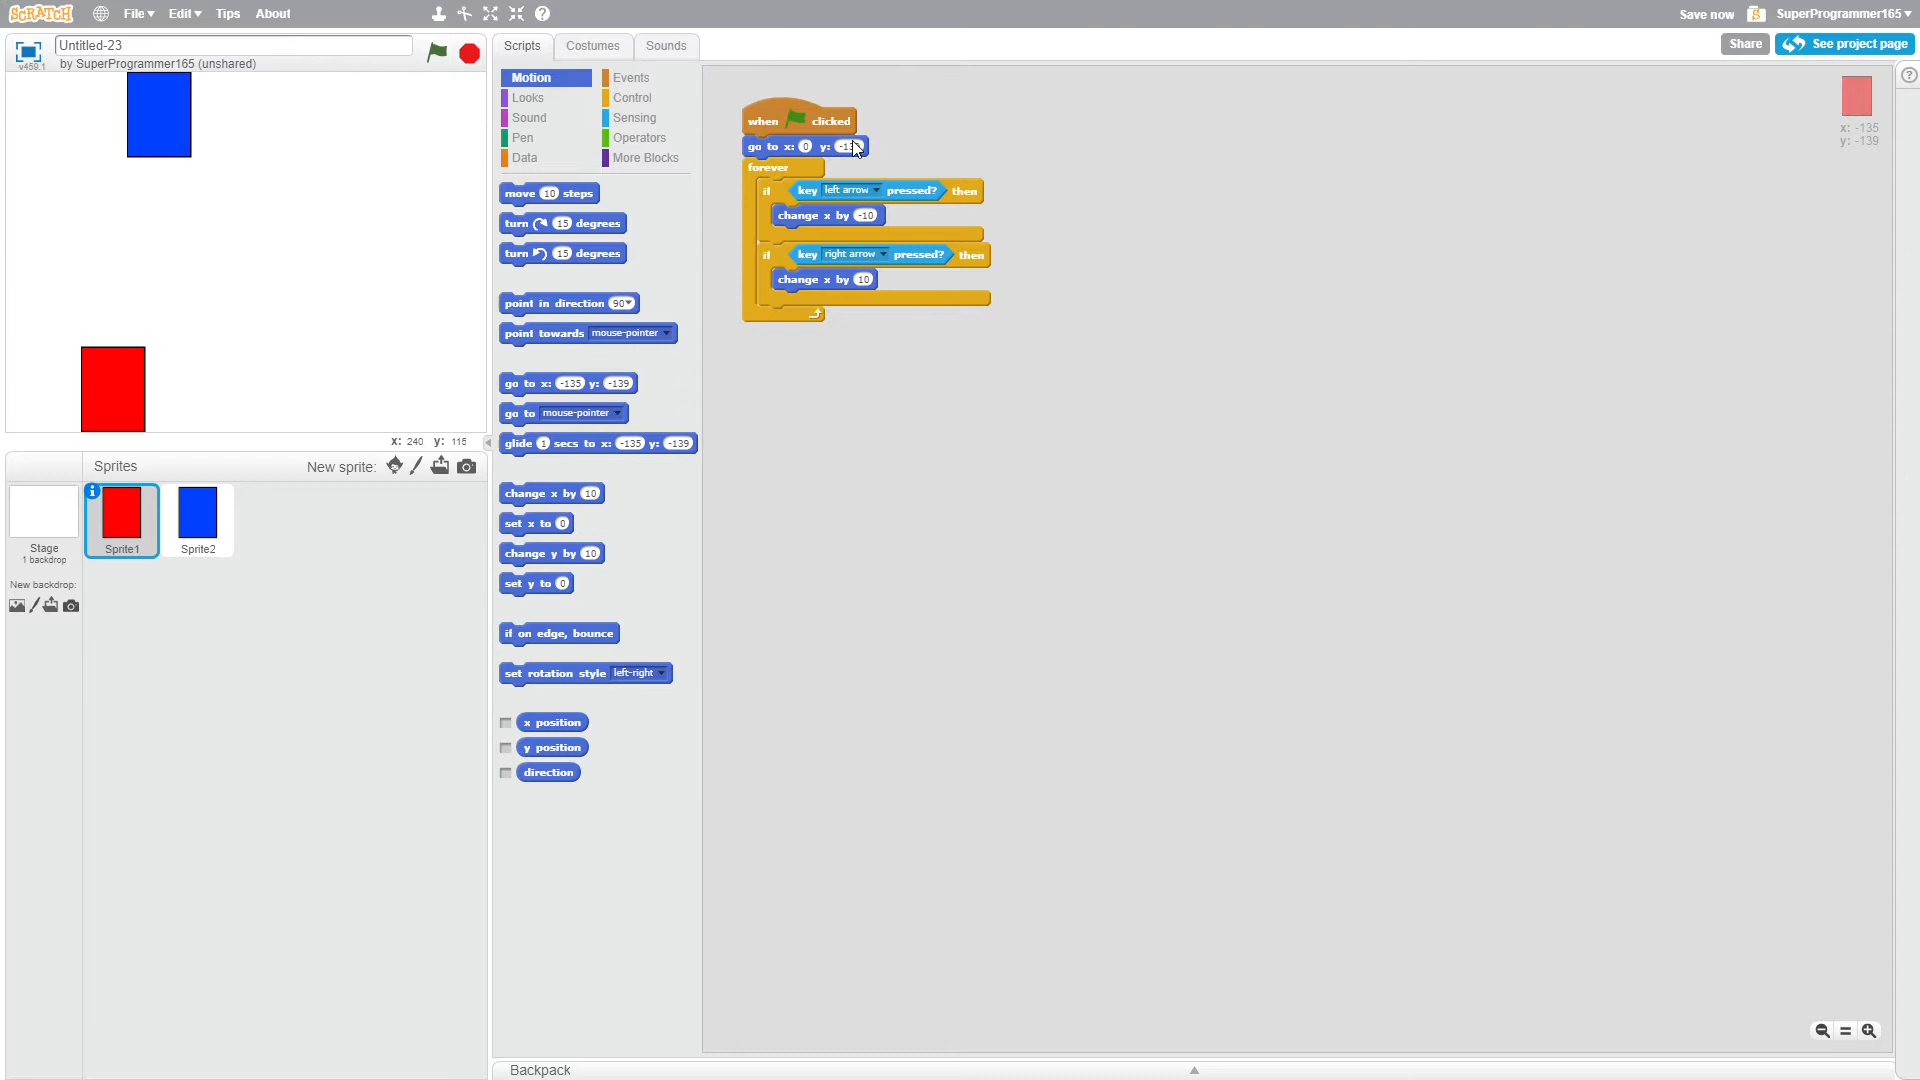 SCRATCH File Edit Tips About Save now SuperProgrammer165
Untitled-23
by SuperProgrammer165 (unshared)
v459.1
Scripts Costumes Sounds
Share See project page
Motion Events
Looks Control
Sound Sensing
Pen Operators
Data More Blocks
move 10 steps
turn 15 degrees
turn 15 degrees
point in direction 90
point towards mouse-pointer
go to x: -135 y: -139
go to mouse-pointer
glide 1 secs to x: -135 y: -139
change x by 10
set x to 0
change y by 10
set y to 0
if on edge, bounce
set rotation style left-right
x position
y position
direction
when clicked
go to x: 0 y:
forever
if key left arrow pressed? then
change x by -10
if key right arrow pressed? then
change x by 10
x: -135
y: -139
x: 240 y: 115
Sprites New sprite:
Stage
1 backdrop
New backdrop:
Sprite1
Sprite2
Backpack